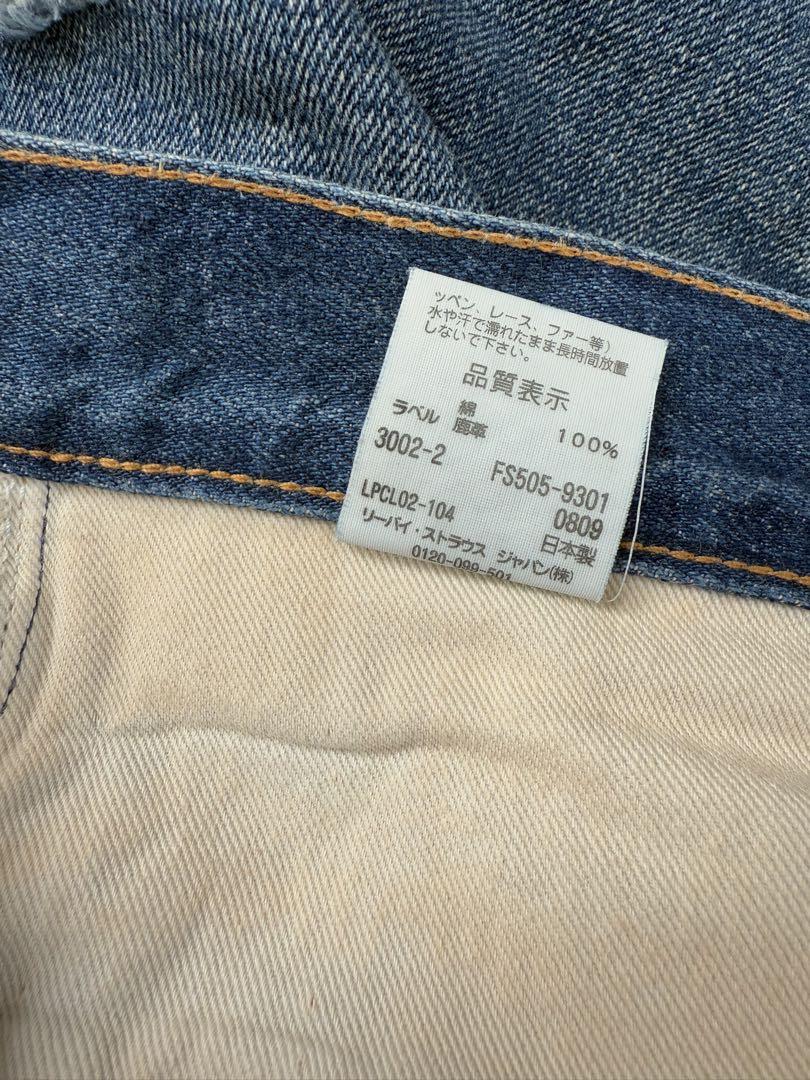 ッペン、レース、ファー等)
水や汗で濡れたまま長時間放置
しないで下さい。
品質表示
綿 100%
ラベル 鹿革
3002-2 FS505-9301
LPCL02-104 0809
リーバイ・ストラウス ジャパン(株) 日本製
0120-099-501